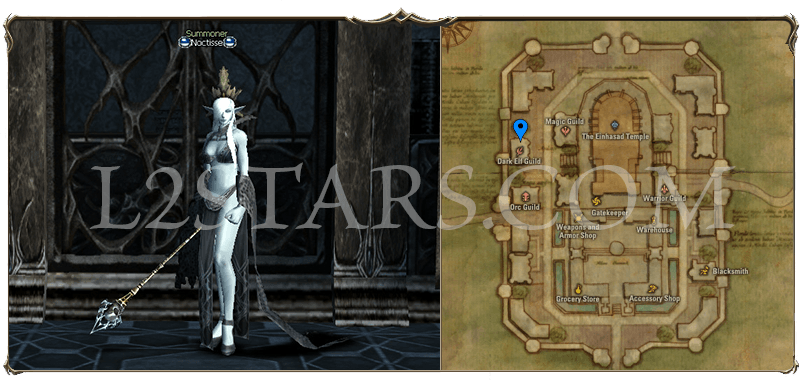 Summoner
Noctisse
L2STARS.COM
Magic Guild
The Einhasad Temple
Dark Elf Guild
Orc Guild
Warrior Guild
Gatekeeper
Weapons and
Armor Shop
Warehouse
Blacksmith
Grocery Store
Accessory Shop